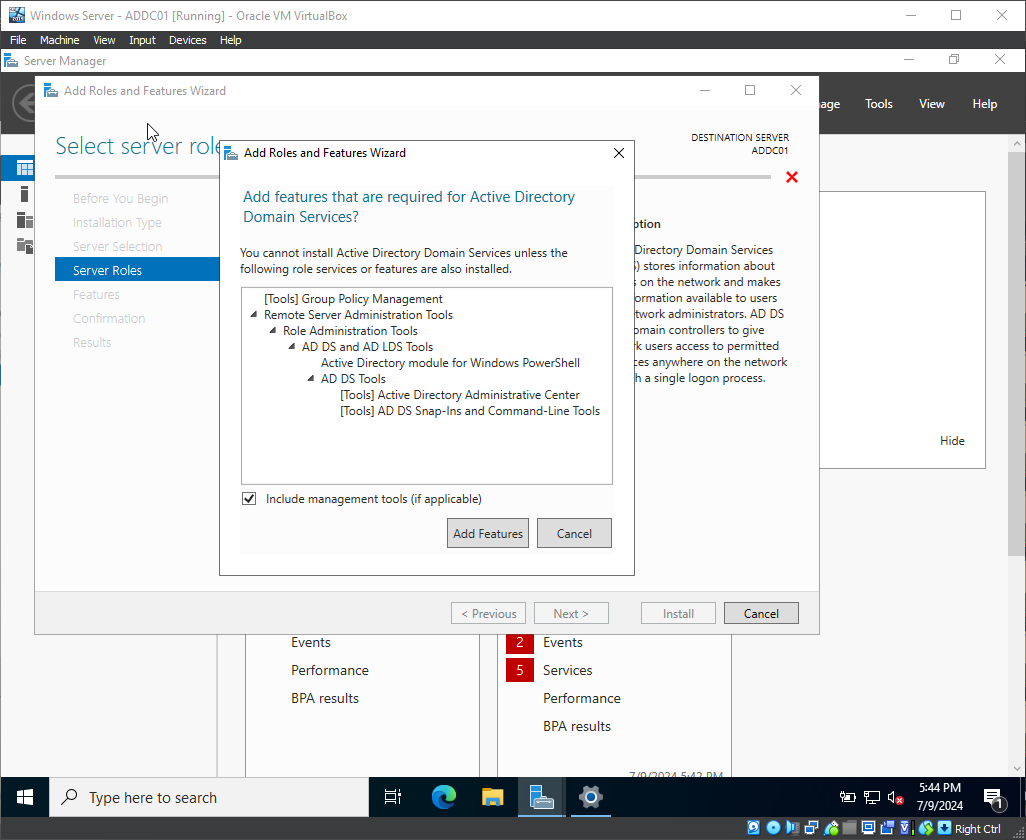 Windows Server - ADDC01 [Running] - Oracle VM VirtualBox
File Machine View Input Devices Help
Server Manager
Tools View Help
Add Roles and Features Wizard
Select server
DESTINATION SERVER
ADDC01
Before You Begin
Installation Type
Server Selection
Server Roles
Features
Confirmation
Results
Add Roles and Features Wizard
Add features that are required for Active Directory
Domain Services?
You cannot install Active Directory Domain Services unless the
following role services or features are also installed.
[Tools] Group Policy Management
Remote Server Administration Tools
Role Administration Tools
AD DS and AD LDS Tools
Active Directory module for Windows PowerShell
AD DS Tools
[Tools] Active Directory Administrative Center
[Tools] AD DS Snap-Ins and Command-Line Tools
Include management tools (if applicable)
Add Features Cancel
Directory Domain Services
stores information about
on the network and makes
available to users
administrators. AD DS
controllers to give
users access to permitted
anywhere on the network
a single logon process.
Hide
< Previous Next > Install Cancel
Events
Performance
BPA results
2 Events
5 Services
Performance
BPA results
7/9/2024 5:42 PM
Type here to search
5:44 PM
7/9/2024
1
Right Ctrl